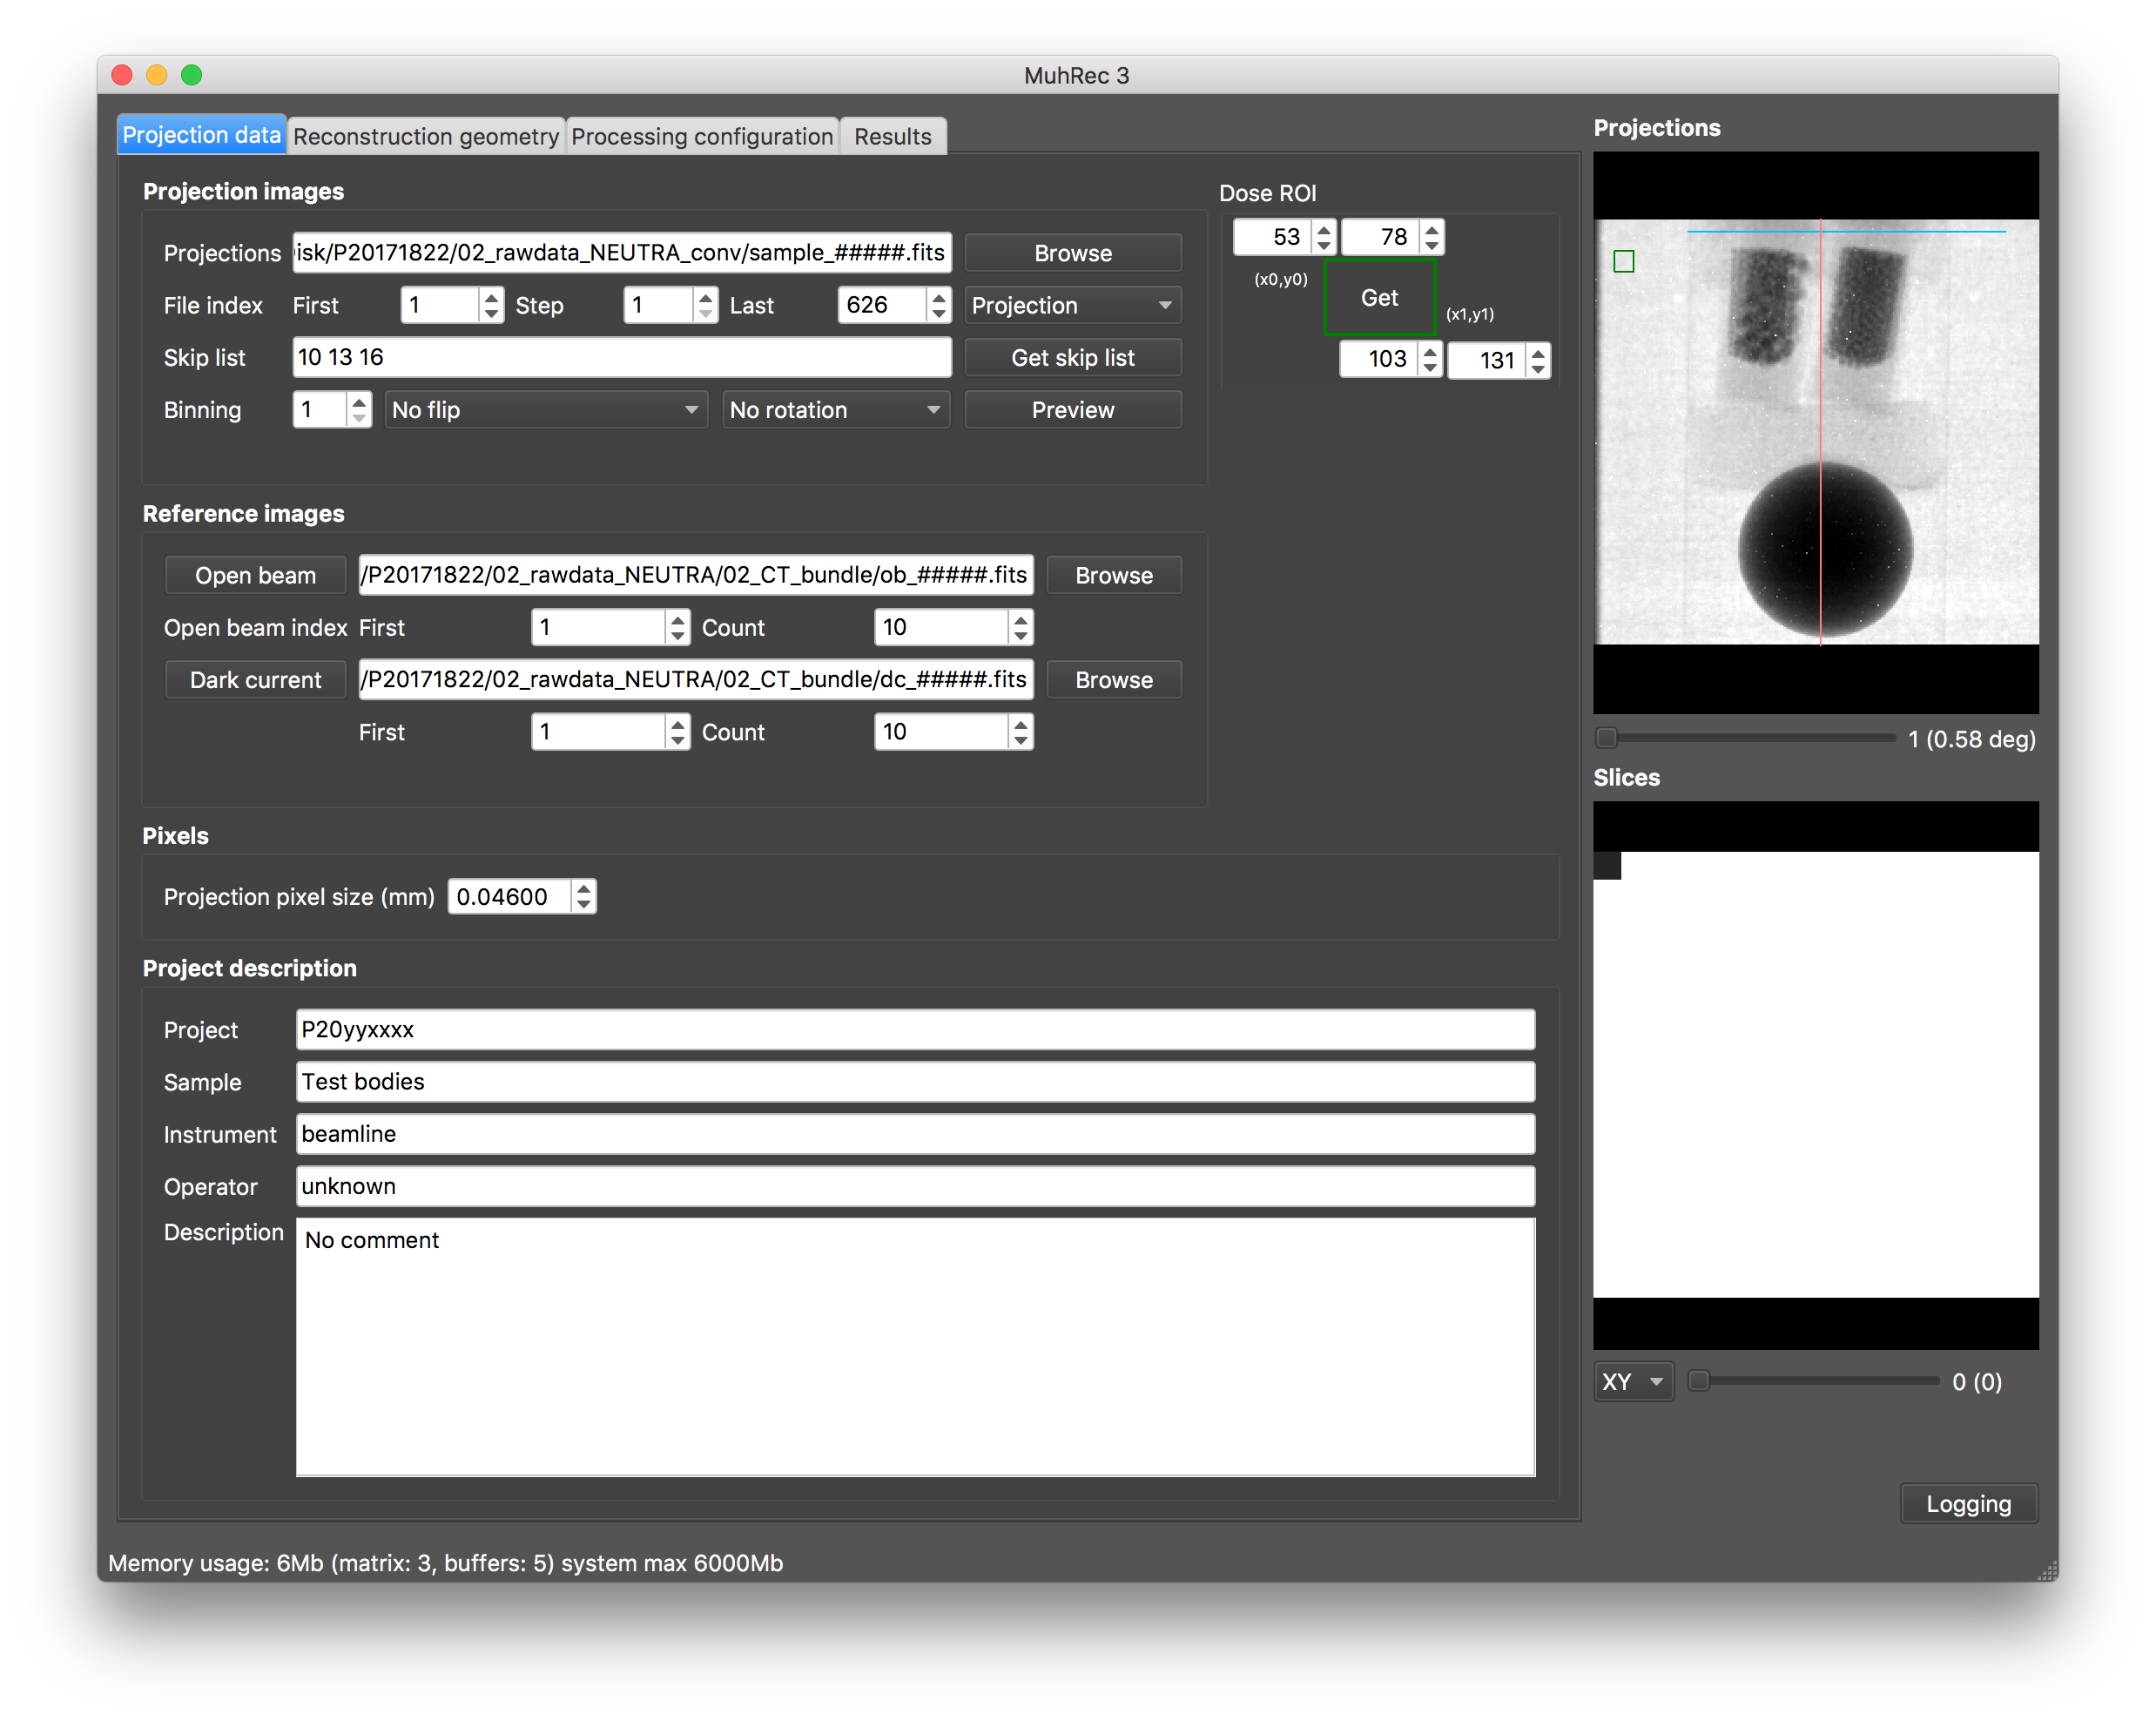 MuhRec 3
Projection data Reconstruction geometry Processing configuration Results
Projection images
Projections isk/P20171822/02_rawdata_NEUTRA_conv/sample_#####.fits Browse
File index First 1 Step 1 Last 626 Projection
Skip list 10 13 16 Get skip list
Binning 1 No flip No rotation Preview
Dose ROI
53 78
(x0,y0)
Get
(x1,y1)
103 131
Reference images
Open beam /P20171822/02_rawdata_NEUTRA/02_CT_bundle/ob_#####.fits Browse
Open beam index First 1 Count 10
Dark current /P20171822/02_rawdata_NEUTRA/02_CT_bundle/dc_#####.fits Browse
First 1 Count 10
Pixels
Projection pixel size (mm) 0.04600
Project description
Project P20yyxxxx
Sample Test bodies
Instrument beamline
Operator unknown
Description No comment
Projections
1 (0.58 deg)
Slices
XY 0 (0)
Logging
Memory usage: 6Mb (matrix: 3, buffers: 5) system max 6000Mb